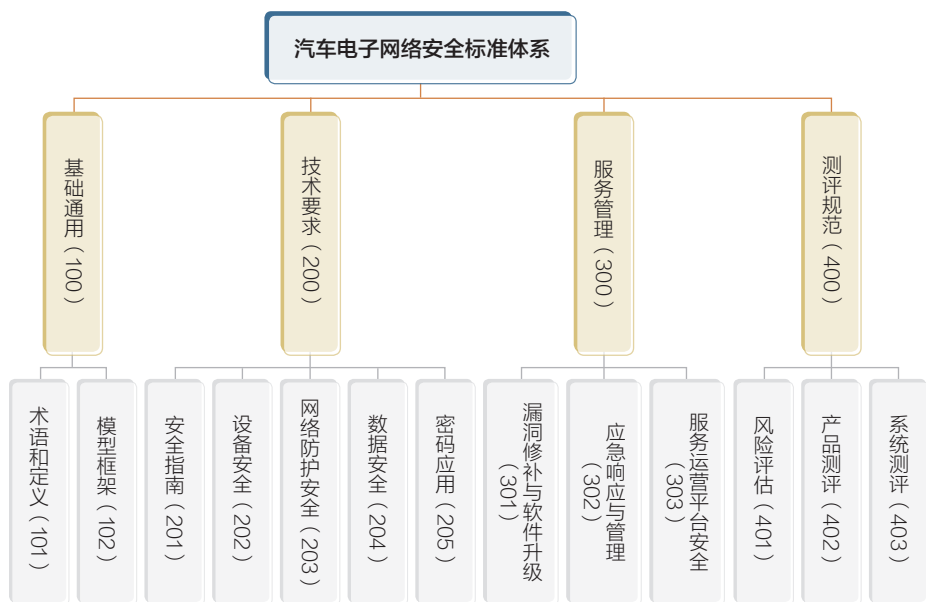 汽车电子网络安全标准体系
基础通用（100）
技术要求（200）
服务管理（300）
测评规范（400）
术语和定义（101）
模型框架（102）
安全指南（201）
设备安全（202）
网络防护安全（203）
数据安全（204）
密码应用（205）
漏洞修补与软件升级
（301）
应急响应与管理
（302）
服务运营平台安全
（303）
风险评估（401）
产品测评（402）
系统测评（403）